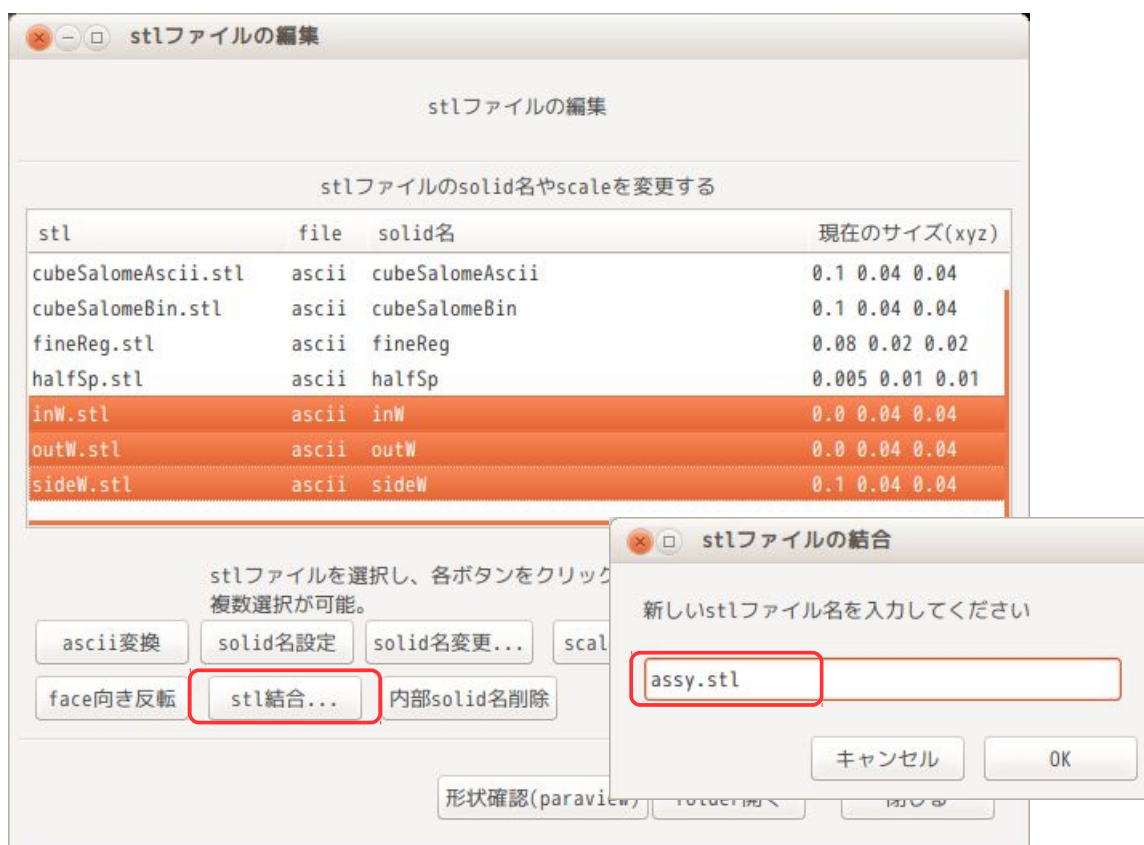 stlファイルの編集
stlファイルの編集
stlファイルのsolid名やscaleを変更する
stl file solid名 現在のサイズ(xyz)
cubeSalomeAscii.stl ascii cubeSalomeAscii 0.1 0.04 0.04
cubeSalomeBin.stl ascii cubeSalomeBin 0.1 0.04 0.04
fineReg.stl ascii fineReg 0.08 0.02 0.02
halfSp.stl ascii halfSp 0.005 0.01 0.01
inW.stl ascii inW 0.0 0.04 0.04
outW.stl ascii outW 0.0 0.04 0.04
sideW.stl ascii sideW 0.1 0.04 0.04
stlファイルを選択し、各ボタンをクリック
複数選択が可能。
ascii変換 solid名設定 solid名変更... scal
face向き反転 stl結合... 内部solid名削除
形状確認(paraview) folder開く 閉じる
stlファイルの結合
新しいstlファイル名を入力してください
assy.stl
キャンセル OK